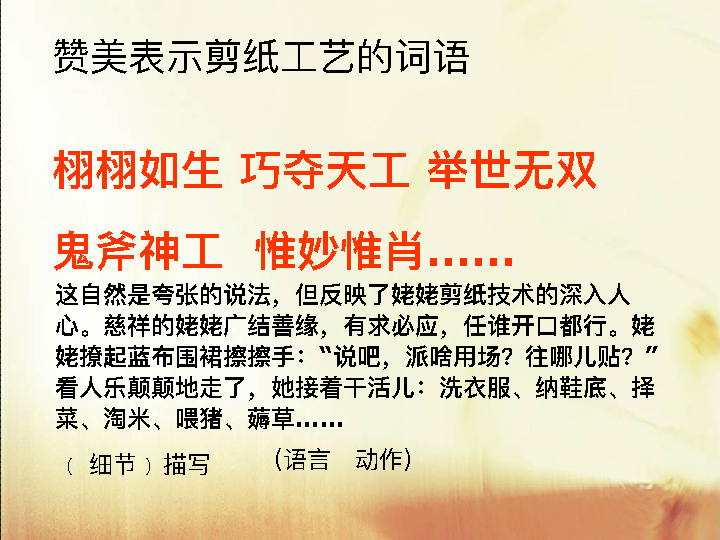 赞美表示剪纸工艺的词语
栩栩如生 巧夺天工 举世无双
鬼斧神工 惟妙惟肖……
这自然是夸张的说法，但反映了姥姥剪纸技术的深入人
心。慈祥的姥姥广结善缘，有求必应，任谁开口都行。姥
姥撩起蓝布围裙擦擦手：“说吧，派啥用场？往哪儿贴？”
看人乐颠颠地走了，她接着干活儿：洗衣服、纳鞋底、择
菜、淘米、喂猪、薅草……
（ 细节 ）描写 （语言 动作）